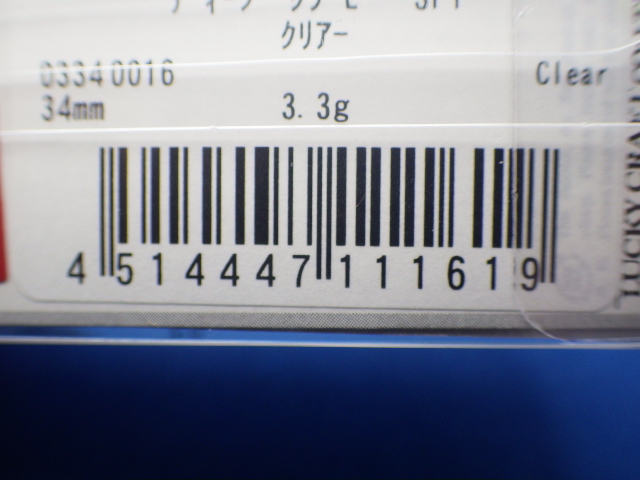 クリアー
03340016 Clear
34mm 3.3g
4 514447 111619
LUCKY CRAFT